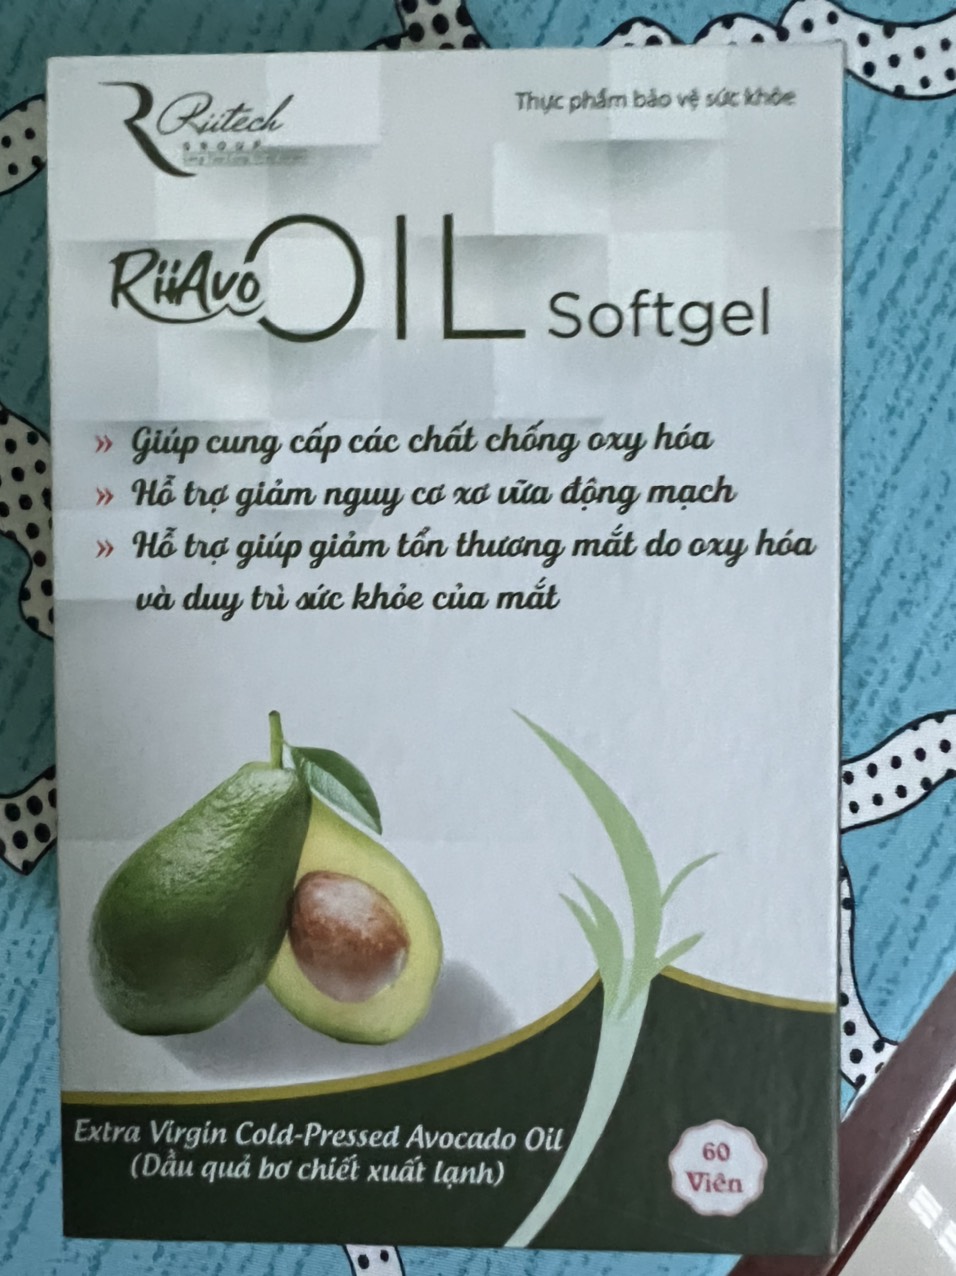 Riitech
GROUP
Thực phẩm bảo vệ sức khỏe
RiiAvo OIL Softgel
» Giúp cung cấp các chất chống oxy hóa
» Hỗ trợ giảm nguy cơ xơ vữa động mạch
» Hỗ trợ giúp giảm tổn thương mắt do oxy hóa
và duy trì sức khỏe của mắt
Extra Virgin Cold-Pressed Avocado Oil
(Dầu quả bơ chiết xuất lạnh)
60
Viên